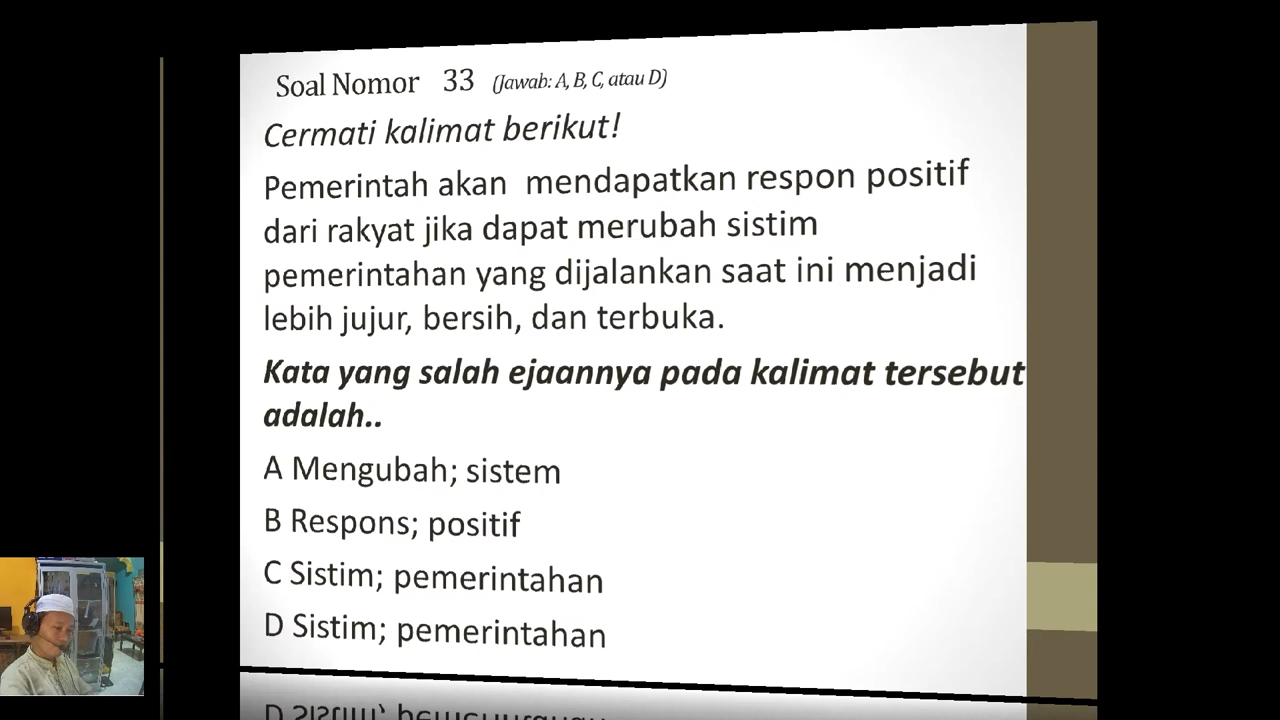 Soal Nomor 33 (Jawab: A, B, C, atau D)
Cermati kalimat berikut!
Pemerintah akan mendapatkan respon positif
dari rakyat jika dapat merubah sistim
pemerintahan yang dijalankan saat ini menjadi
lebih jujur, bersih, dan terbuka.
Kata yang salah ejaannya pada kalimat tersebut
adalah..
A Mengubah; sistem
B Respons; positif
C Sistim; pemerintahan
D Sistim; pemerintahan